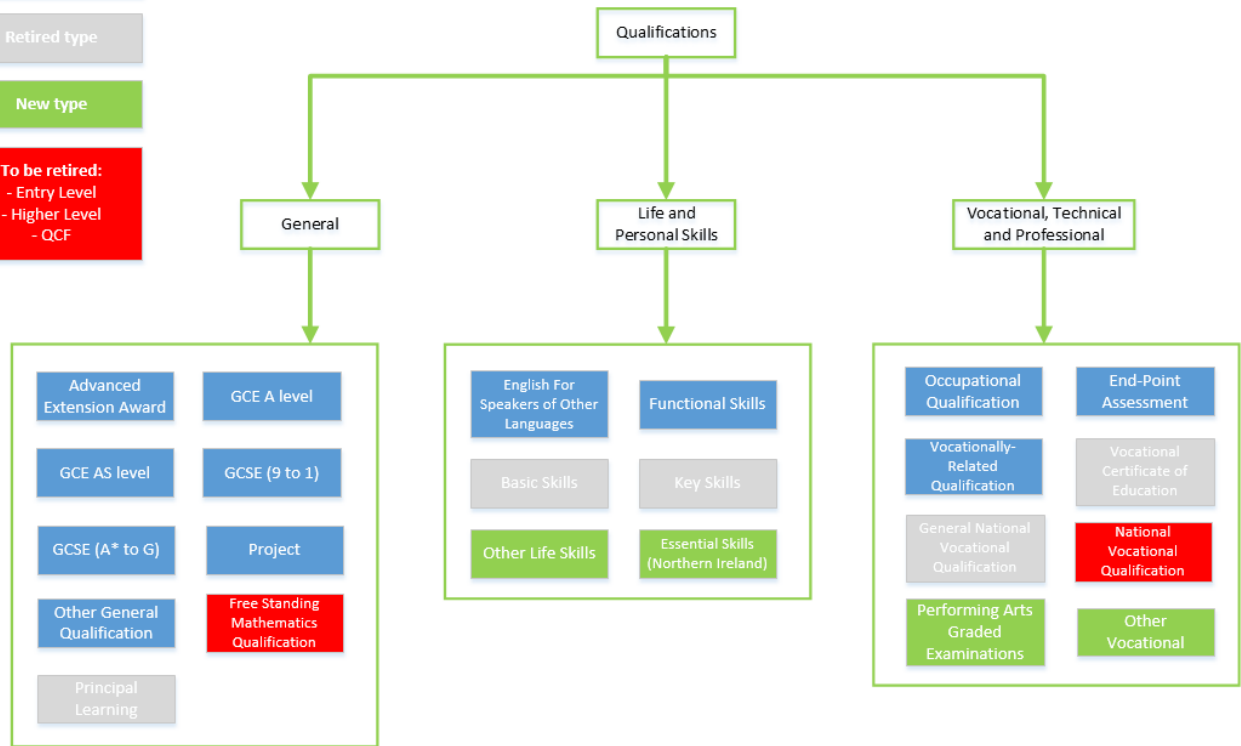 Retired type
New type
To be retired:
- Entry Level
- Higher Level
- QCF
Qualifications
General
Life and
Personal Skills
Vocational, Technical
and Professional
Advanced
Extension Award
GCE A level
GCE AS level
GCSE (9 to 1)
GCSE (A* to G)
Project
Other General
Qualification
Free Standing
Mathematics
Qualification
Principal
Learning
English For
Speakers of Other
Languages
Functional Skills
Basic Skills
Key Skills
Other Life Skills
Essential Skills
(Northern Ireland)
Occupational
Qualification
End-Point
Assessment
Vocationally-
Related
Qualification
Vocational
Certificate of
Education
General National
Vocational
Qualification
National
Vocational
Qualification
Performing Arts
Graded
Examinations
Other
Vocational